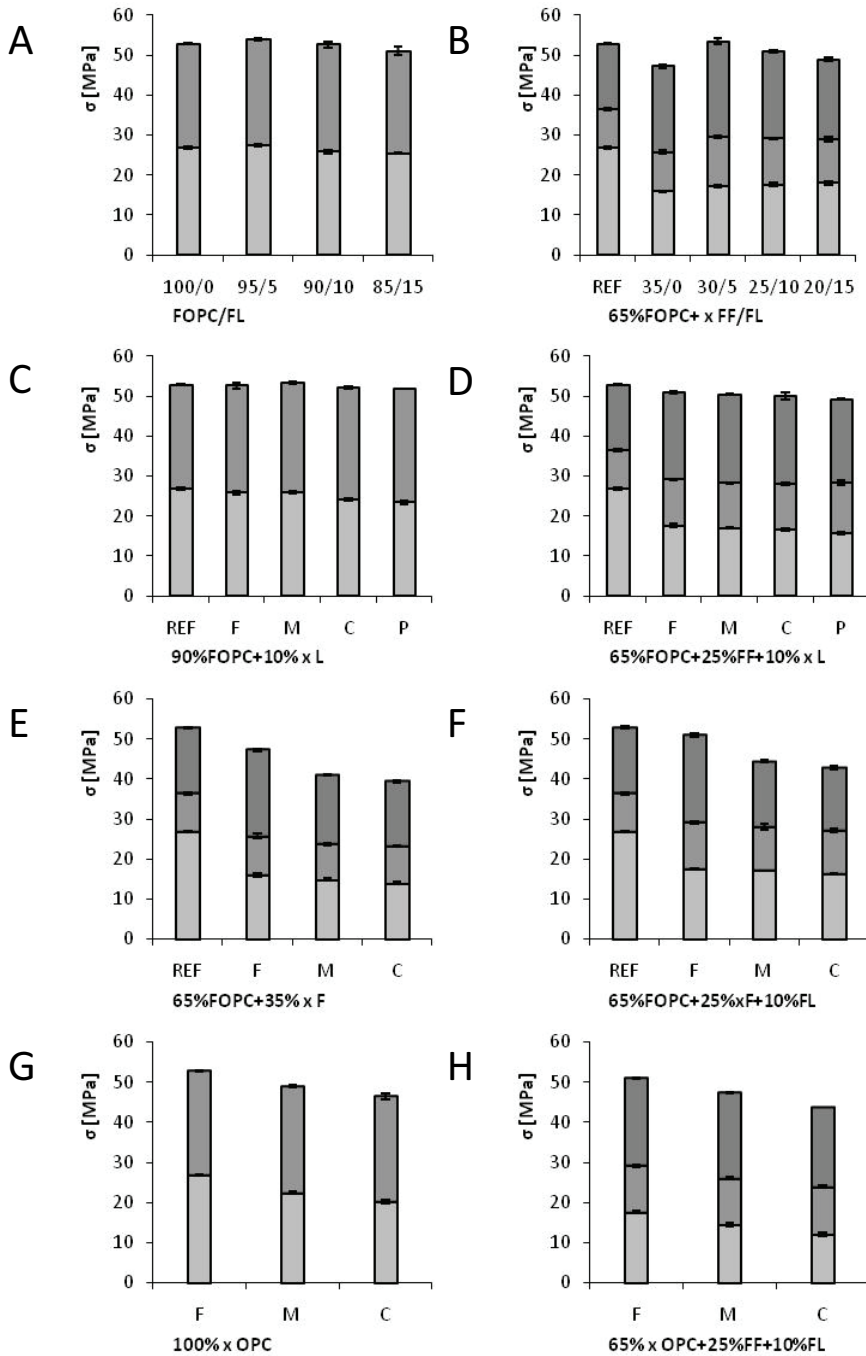 A
σ [MPa]
60
50
40
30
20
10
0
100/0 95/5 90/10 85/15
FOPC/FL
B
σ [MPa]
60
50
40
30
20
10
0
REF 35/0 30/5 25/10 20/15
65%FOPC+ x FF/FL
C
σ [MPa]
60
50
40
30
20
10
0
REF F M C P
90%FOPC+10% x L
D
σ [MPa]
60
50
40
30
20
10
0
REF F M C P
65%FOPC+25%FF+10% x L
E
σ [MPa]
60
50
40
30
20
10
0
REF F M C
65%FOPC+35% x F
F
σ [MPa]
60
50
40
30
20
10
0
REF F M C
65%FOPC+25%xF+10%FL
G
σ [MPa]
60
50
40
30
20
10
0
F M C
100% x OPC
H
σ [MPa]
60
50
40
30
20
10
0
F M C
65% x OPC+25%FF+10%FL